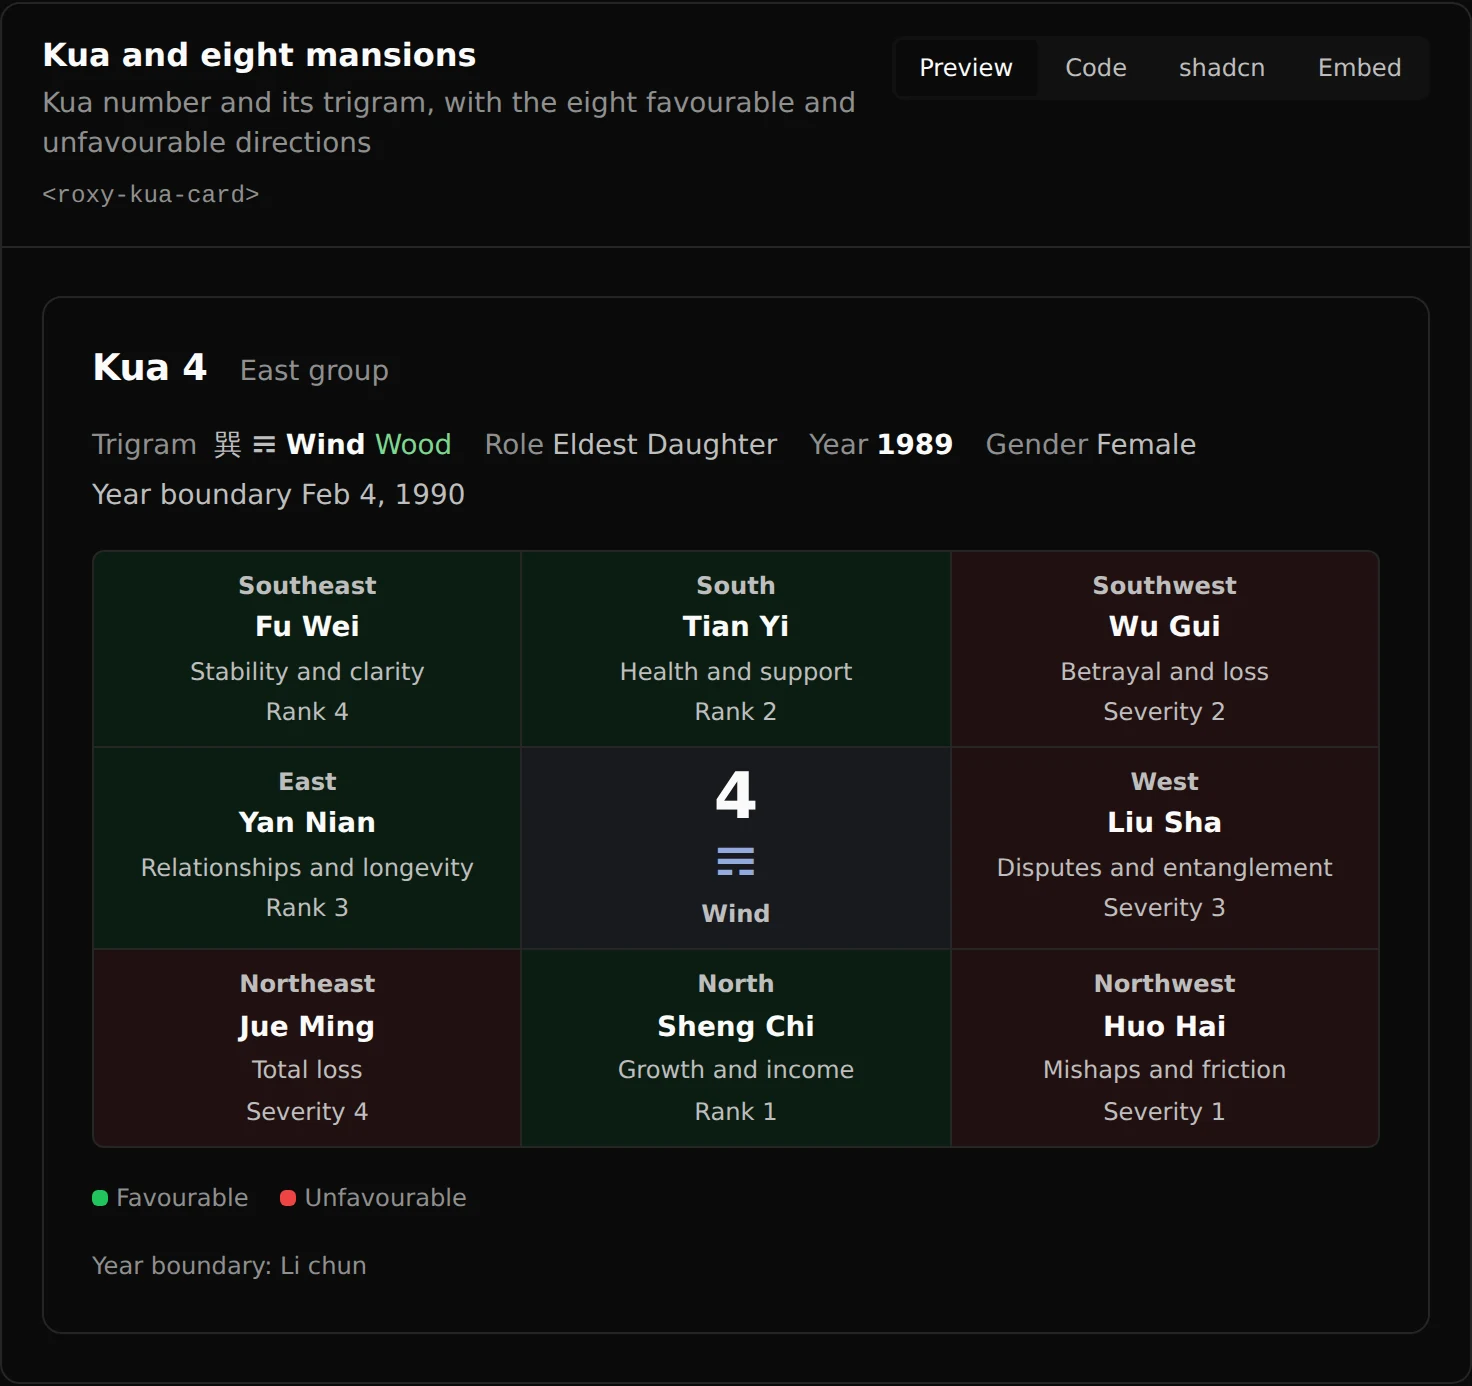 Kua and eight mansions
Kua number and its trigram, with the eight favourable and
unfavourable directions
<roxy-kua-card>
Preview Code shadcn Embed
Kua 4 East group
Trigram 巽 ☴ Wind Wood Role Eldest Daughter Year 1989 Gender Female
Year boundary Feb 4, 1990
Southeast
Fu Wei
Stability and clarity
Rank 4
South
Tian Yi
Health and support
Rank 2
Southwest
Wu Gui
Betrayal and loss
Severity 2
East
Yan Nian
Relationships and longevity
Rank 3
4
☴
Wind
West
Liu Sha
Disputes and entanglement
Severity 3
Northeast
Jue Ming
Total loss
Severity 4
North
Sheng Chi
Growth and income
Rank 1
Northwest
Huo Hai
Mishaps and friction
Severity 1
Favourable Unfavourable
Year boundary: Li chun